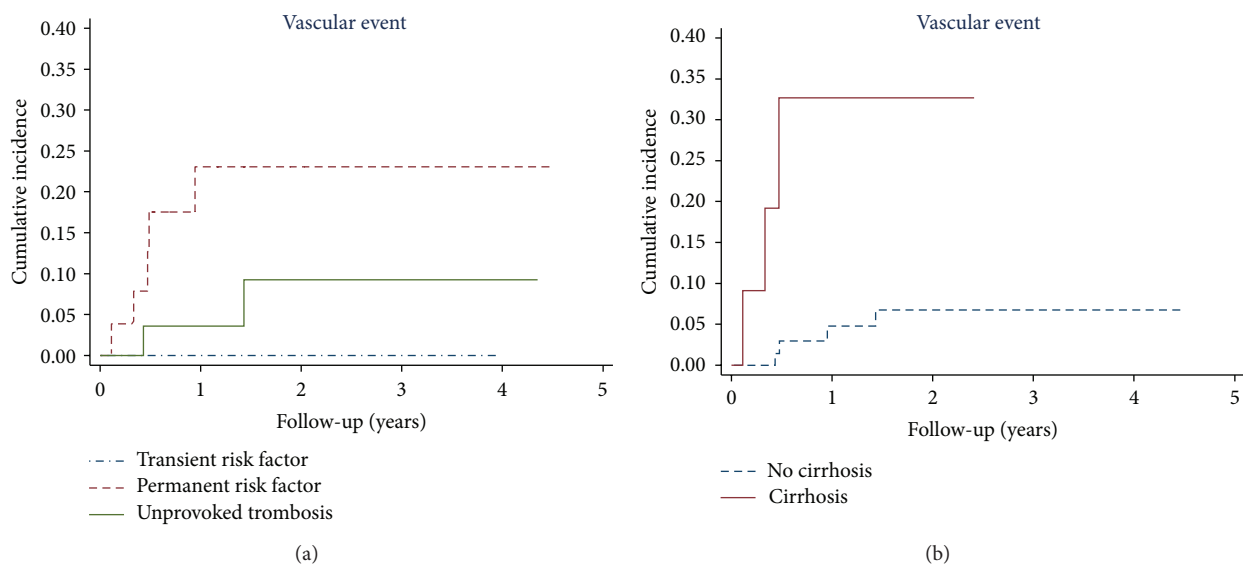 Vascular event
0.40
0.35
0.30
0.25
0.20
0.15
0.10
0.05
0.00
Cumulative incidence
0 1 2 3 4 5
Follow-up (years)
Transient risk factor
Permanent risk factor
Unprovoked trombosis
(a)
Vascular event
0.40
0.35
0.30
0.25
0.20
0.15
0.10
0.05
0.00
Cumulative incidence
0 1 2 3 4 5
Follow-up (years)
No cirrhosis
Cirrhosis
(b)